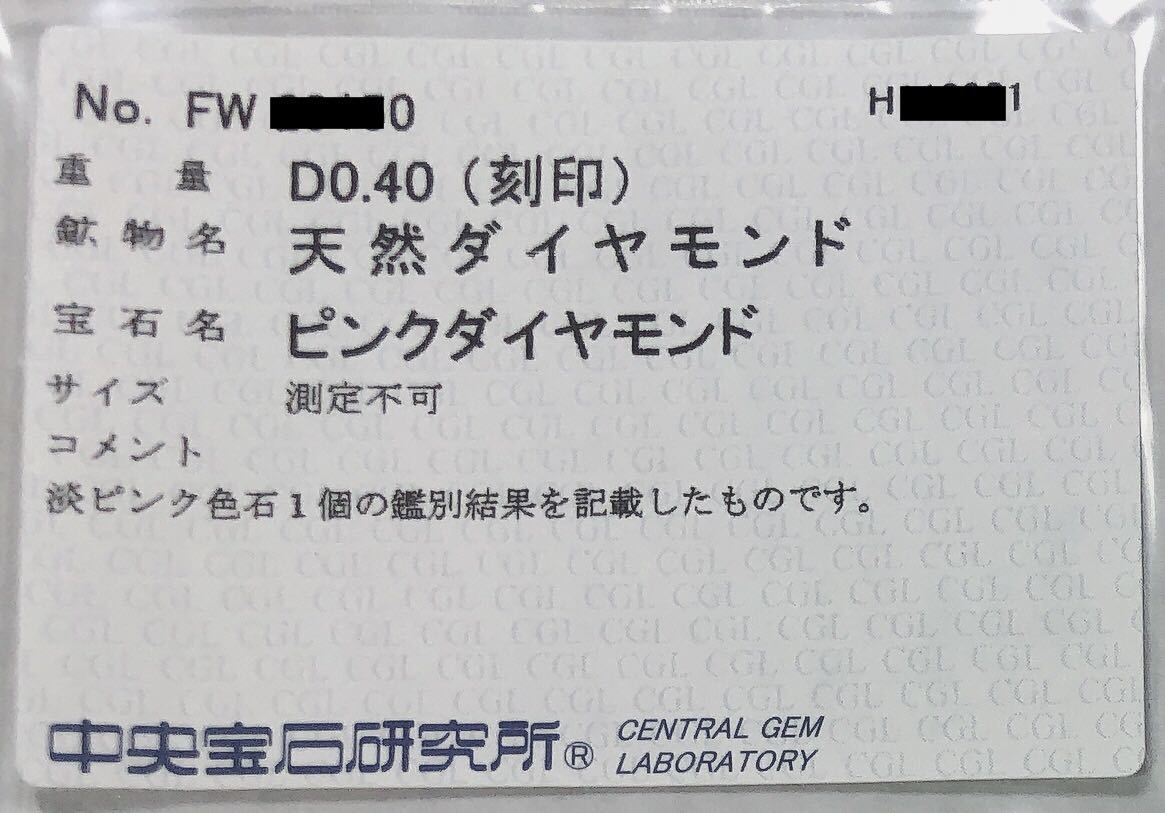 No. FW 0 H 1
重量 D0.40（刻印）
鉱物名 天然ダイヤモンド
宝石名 ピンクダイヤモンド
サイズ 測定不可
コメント
淡ピンク色石1個の鑑別結果を記載したものです。
中央宝石研究所® CENTRAL GEM
LABORATORY